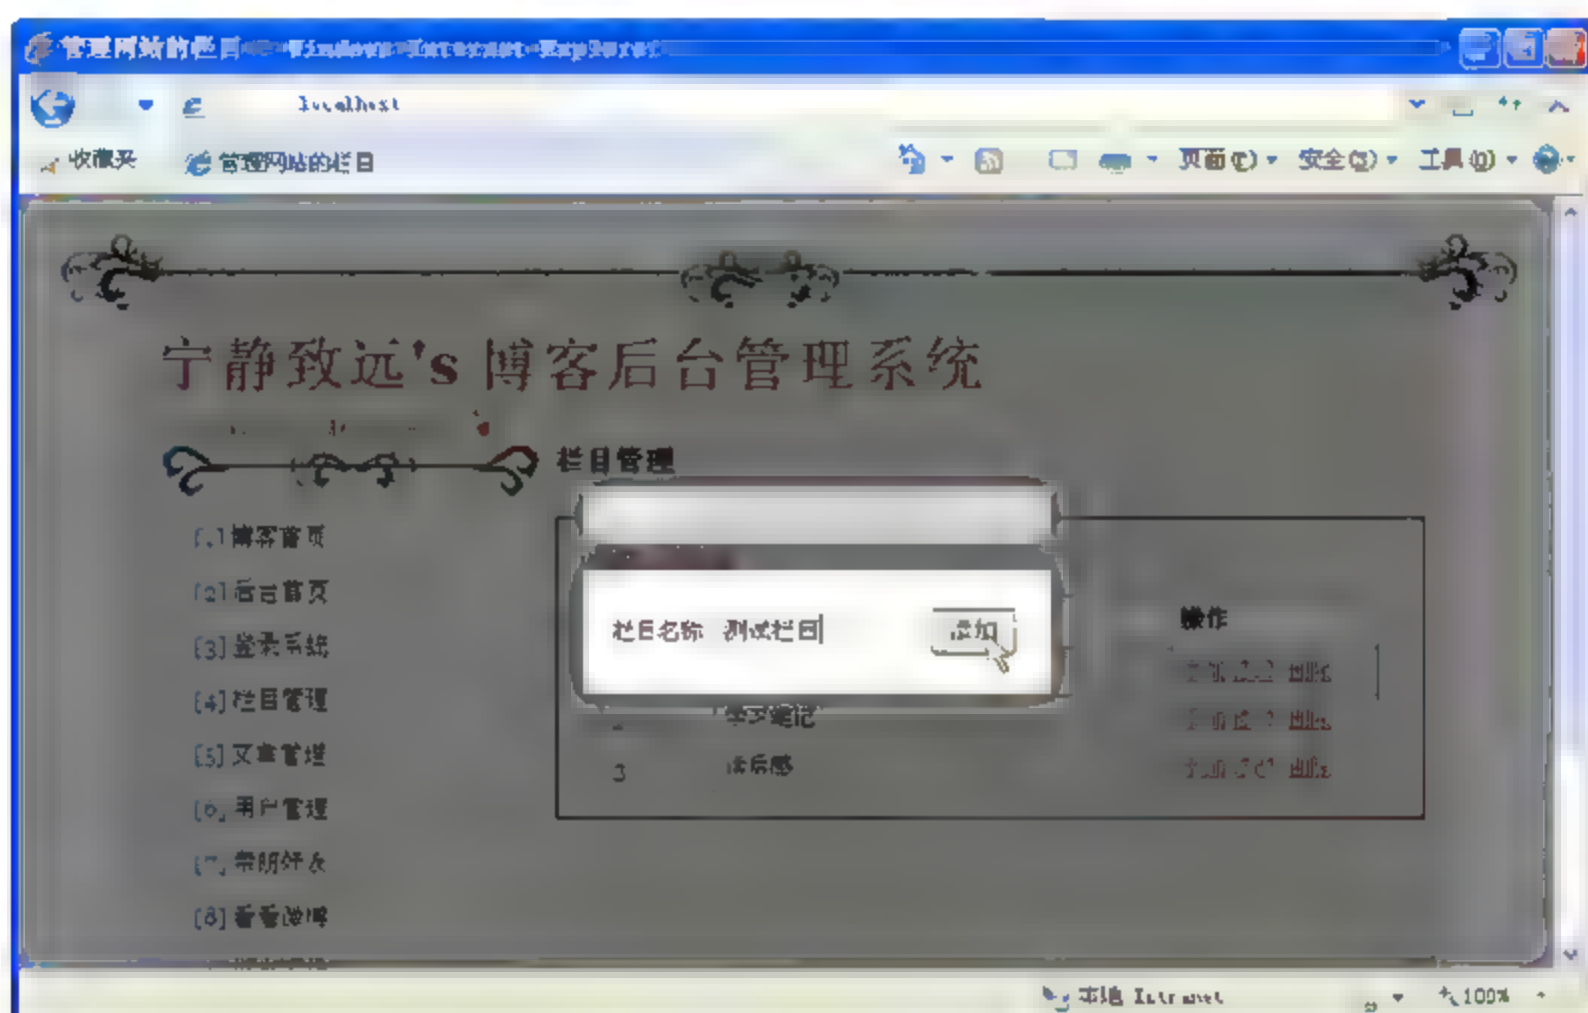 管理网站的栏目 - Windows Internet Explorer
localhost
收藏夹 管理网站的栏目 页面(P) 安全(S) 工具(O)
宁静致远's 博客后台管理系统
栏目管理
[1]博客首页
[2]后台首页
[3]登录系统
[4]栏目管理
[5]文章管理
[6]用户管理
[8]看看微博
栏目名称 测试栏目 添加
操作
删除
学习笔记 删除
3 读后感 删除
本地 Intranet 100%